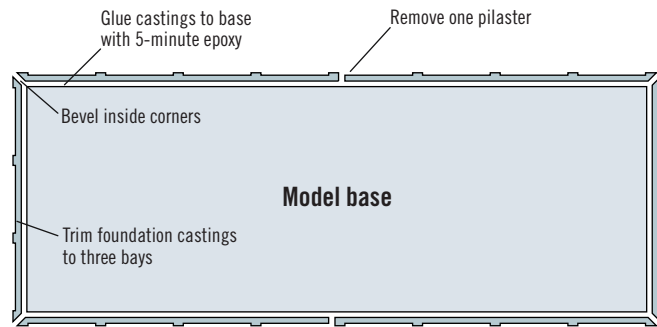 Glue castings to base
with 5-minute epoxy
Remove one pilaster
Bevel inside corners
Model base
Trim foundation castings
to three bays